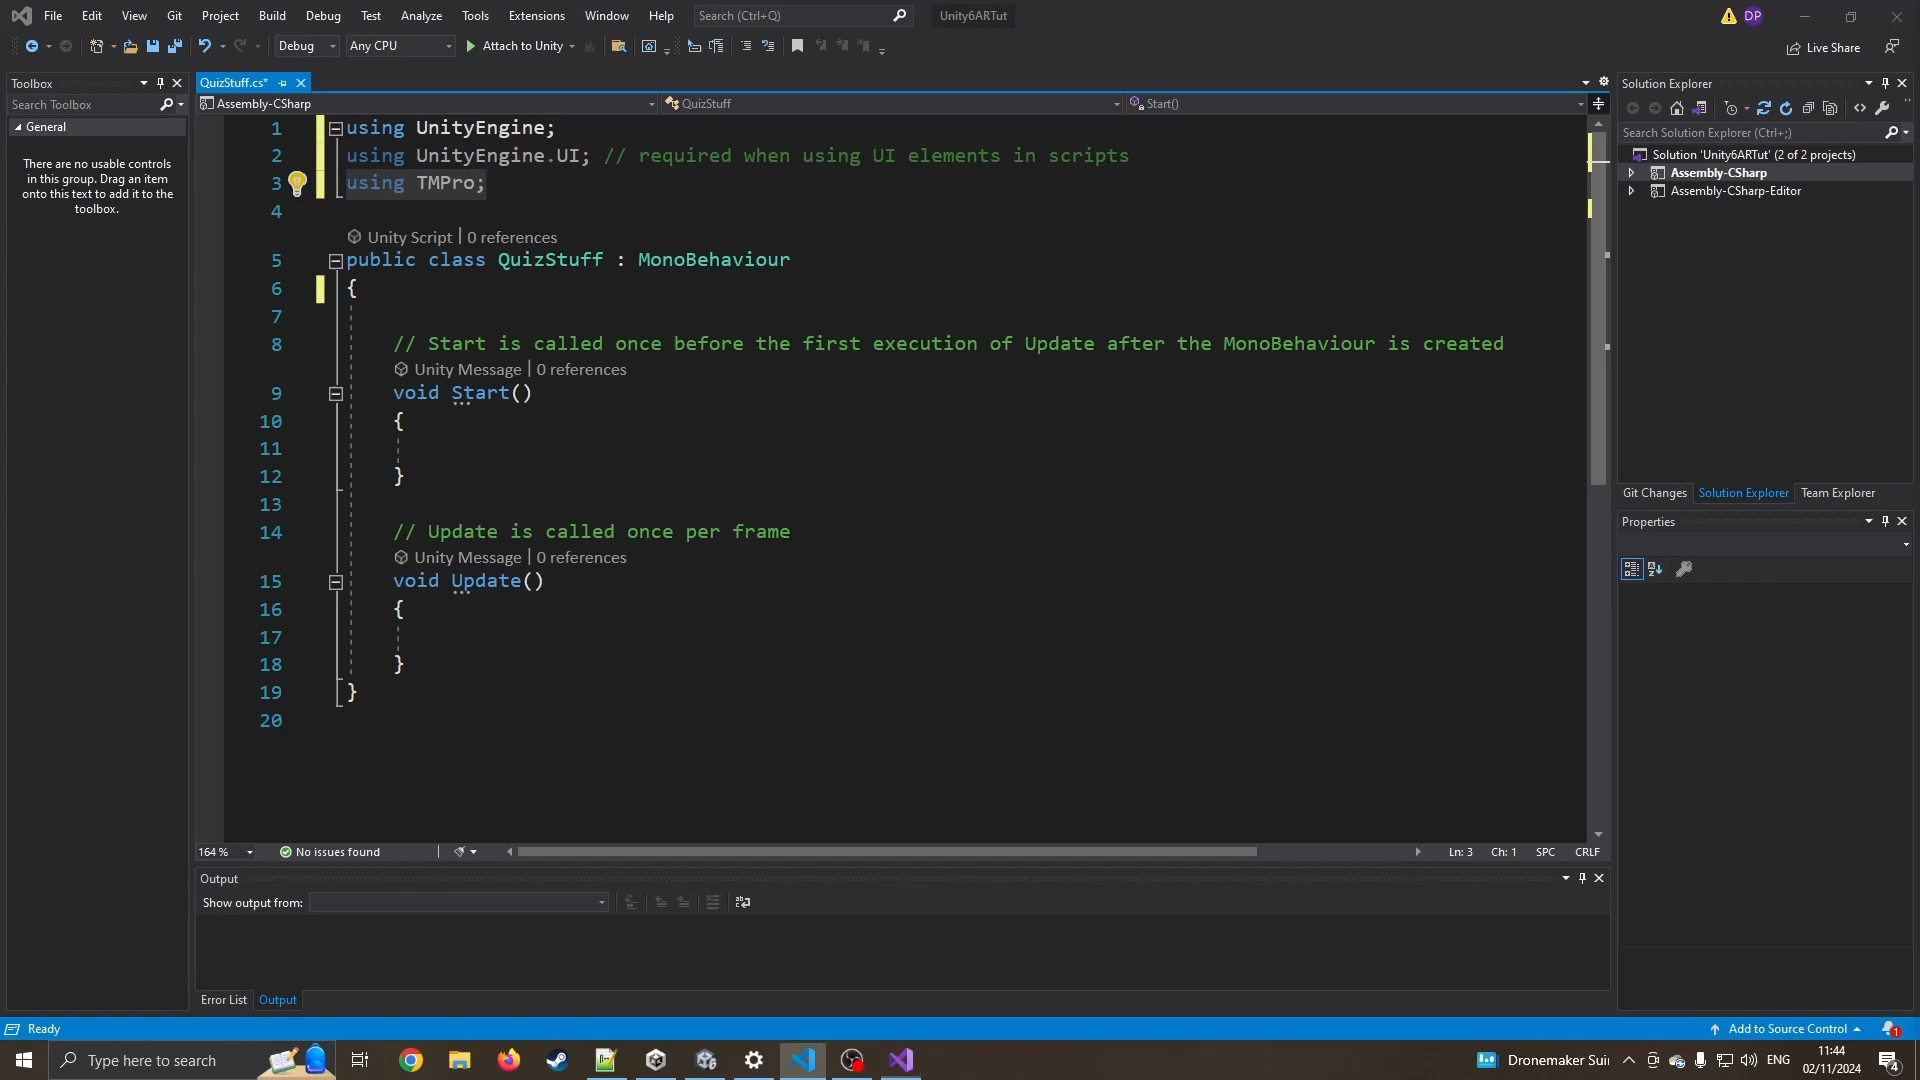 File Edit View Git Project Build Debug Test Analyze Tools Extensions Window Help Search (Ctrl+Q) Unity6ARTut DP
Debug Any CPU Attach to Unity Live Share
Toolbox
Search Toolbox
General
There are no usable controls
in this group. Drag an item
onto this text to add it to the
toolbox.
QuizStuff.cs*
Assembly-CSharp QuizStuff Start()
1 using UnityEngine;
2 using UnityEngine.UI; // required when using UI elements in scripts
3 using TMPro;
4
Unity Script | 0 references
5 public class QuizStuff : MonoBehaviour
6 {
7
8 // Start is called once before the first execution of Update after the MonoBehaviour is created
Unity Message | 0 references
9 void Start()
10 {
11
12 }
13
14 // Update is called once per frame
Unity Message | 0 references
15 void Update()
16 {
17
18 }
19 }
20
164 % No issues found Ln: 3 Ch: 1 SPC CRLF
Output
Show output from:
Error List Output
Solution Explorer
Search Solution Explorer (Ctrl+;)
Solution 'Unity6ARTut' (2 of 2 projects)
Assembly-CSharp
Assembly-CSharp-Editor
Git Changes Solution Explorer Team Explorer
Properties
Ready Add to Source Control 1
Type here to search Dronemaker Sui ENG 11:44
02/11/2024 4